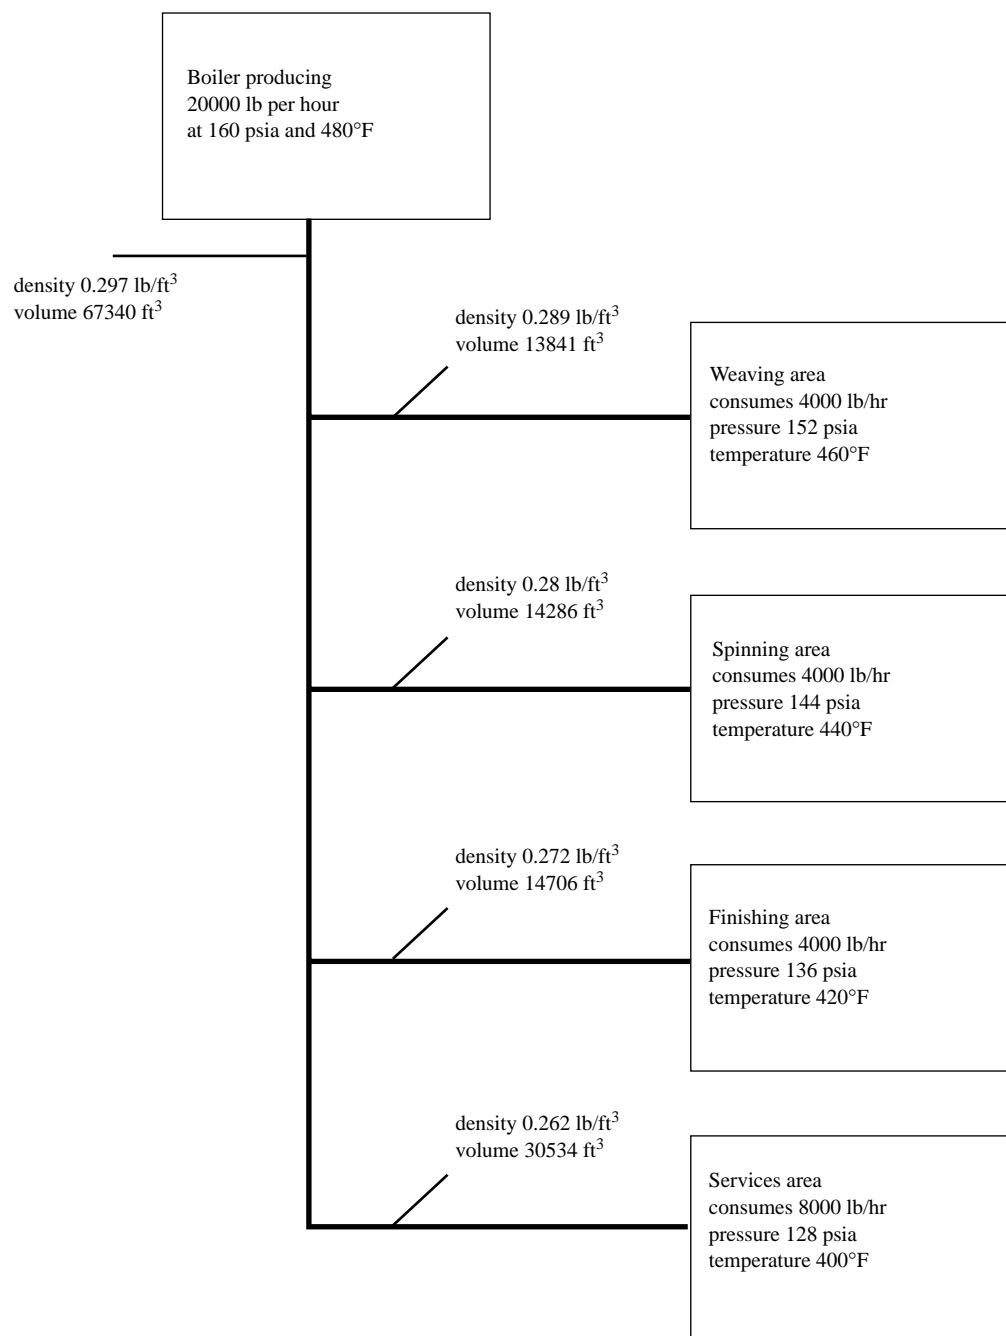 Boiler producing
20000 lb per hour
at 160 psia and 480°F
density 0.297 lb/ft³
volume 67340 ft³
density 0.289 lb/ft³
volume 13841 ft³
Weaving area
consumes 4000 lb/hr
pressure 152 psia
temperature 460°F
density 0.28 lb/ft³
volume 14286 ft³
Spinning area
consumes 4000 lb/hr
pressure 144 psia
temperature 440°F
density 0.272 lb/ft³
volume 14706 ft³
Finishing area
consumes 4000 lb/hr
pressure 136 psia
temperature 420°F
density 0.262 lb/ft³
volume 30534 ft³
Services area
consumes 8000 lb/hr
pressure 128 psia
temperature 400°F